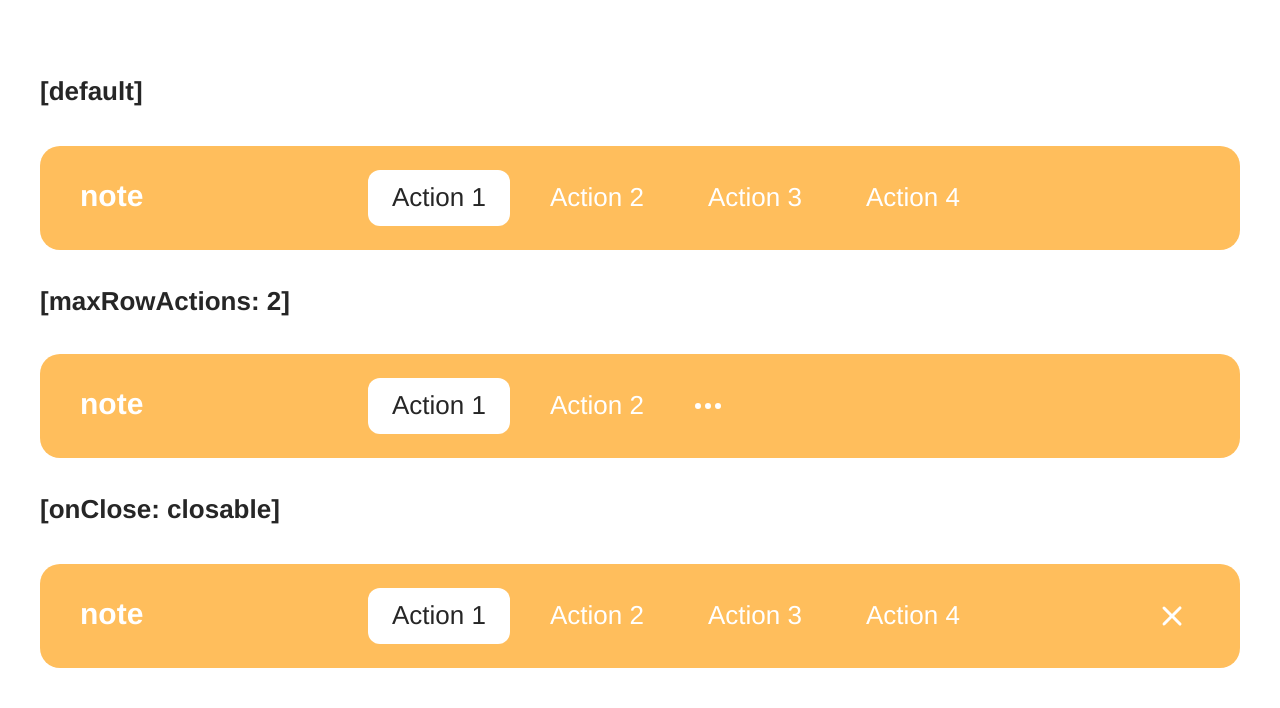 [default]
note Action 1 Action 2 Action 3 Action 4
[maxRowActions: 2]
note Action 1 Action 2 •••
[onClose: closable]
note Action 1 Action 2 Action 3 Action 4